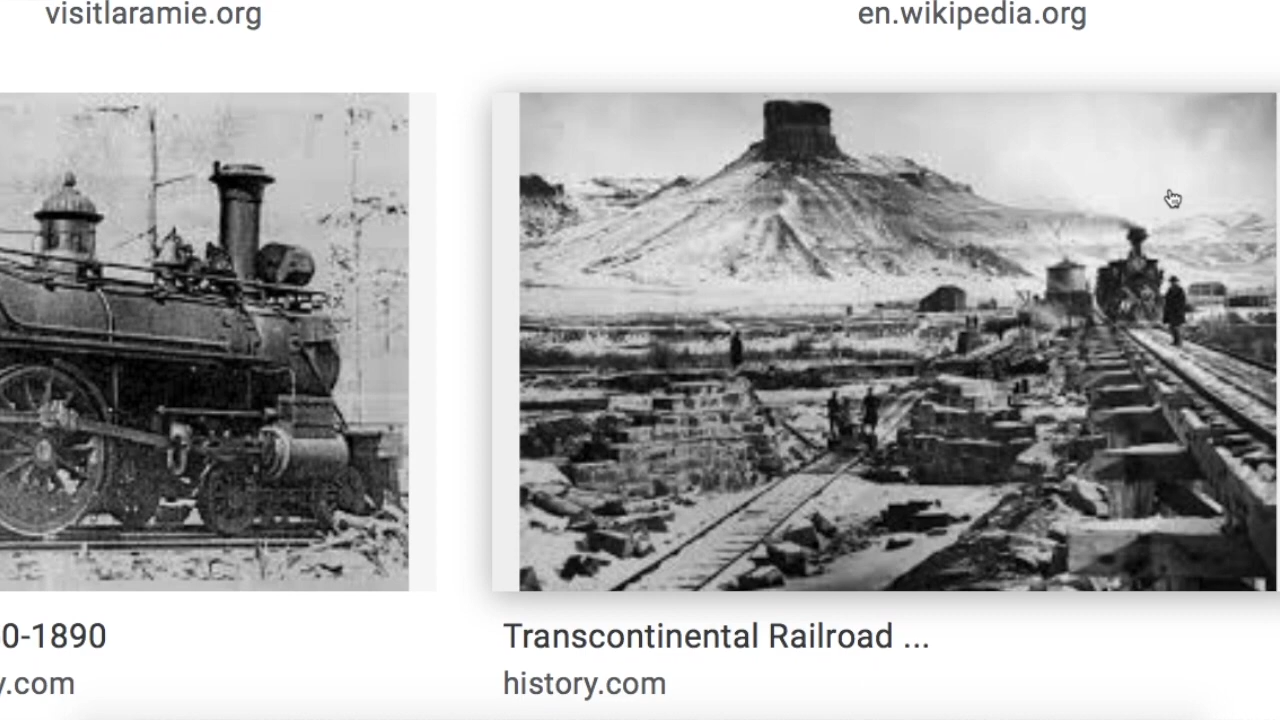 visitlaramie.org
en.wikipedia.org
0-1890
Transcontinental Railroad ...
y.com
history.com